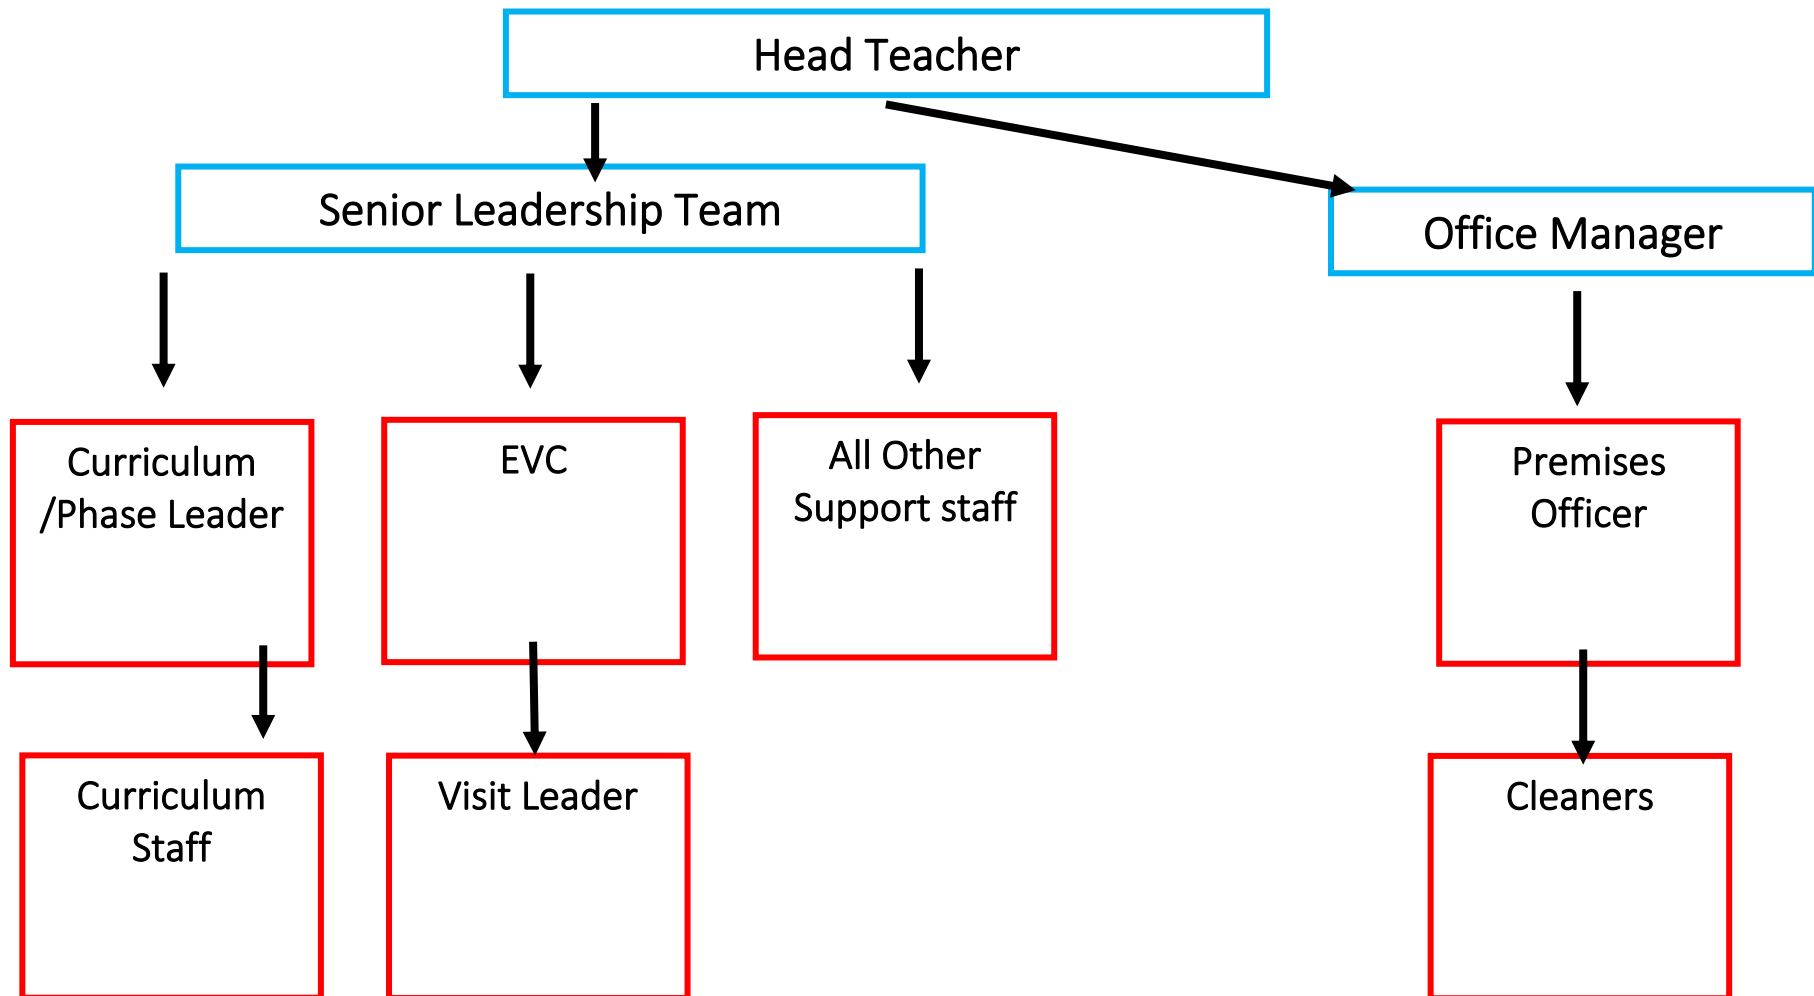 Head Teacher
Senior Leadership Team
Office Manager
Curriculum
/Phase Leader
EVC
All Other
Support staff
Premises
Officer
Curriculum
Staff
Visit Leader
Cleaners